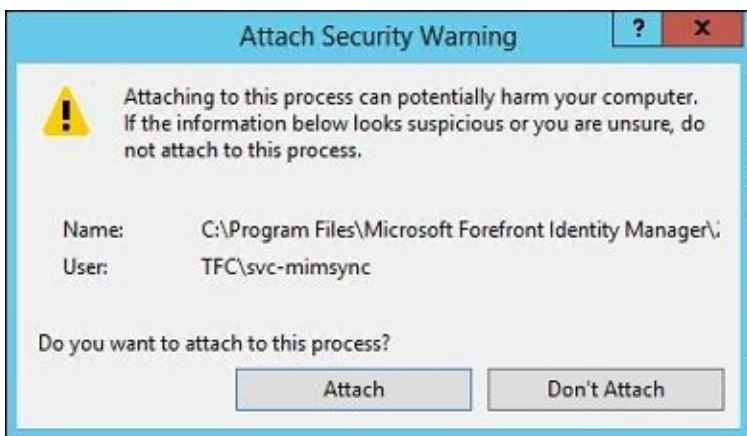 Attach Security Warning
?
x
Attaching to this process can potentially harm your computer.
If the information below looks suspicious or you are unsure, do
not attach to this process.
Name: C:\Program Files\Microsoft Forefront Identity Manager\
User: TFC\svc-mimsync
Do you want to attach to this process?
Attach
Don't Attach